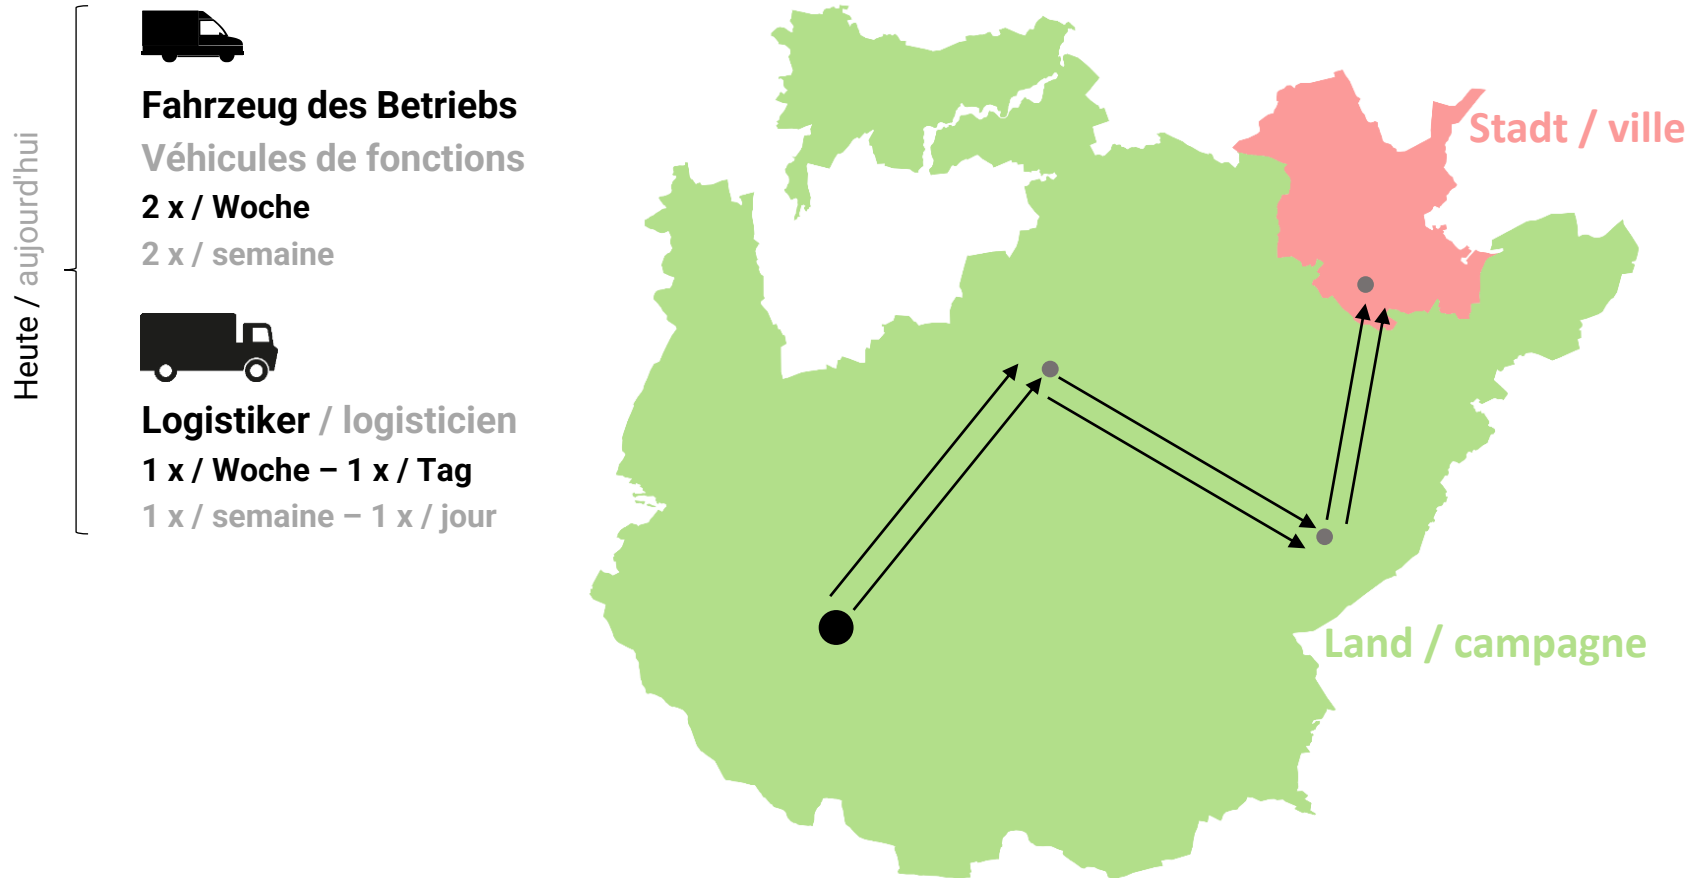 Heute / aujourd'hui
Fahrzeug des Betriebs
Véhicules de fonctions
2 x / Woche
2 x / semaine
Logistiker / logisticien
1 x / Woche – 1 x / Tag
1 x / semaine – 1 x / jour
Stadt / ville
Land / campagne